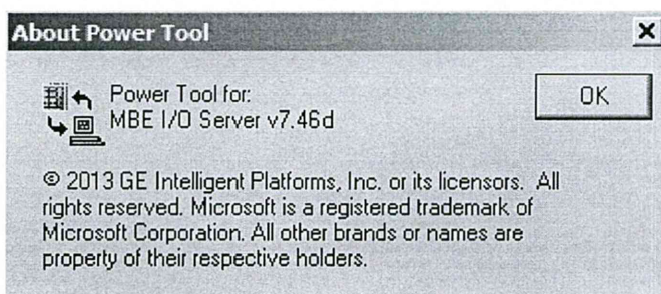 About Power Tool
Power Tool for:
MBE I/O Server v7.46d
OK
© 2013 GE Intelligent Platforms, Inc. or its licensors. All
rights reserved. Microsoft is a registered trademark of
Microsoft Corporation. All other brands or names are
property of their respective holders.